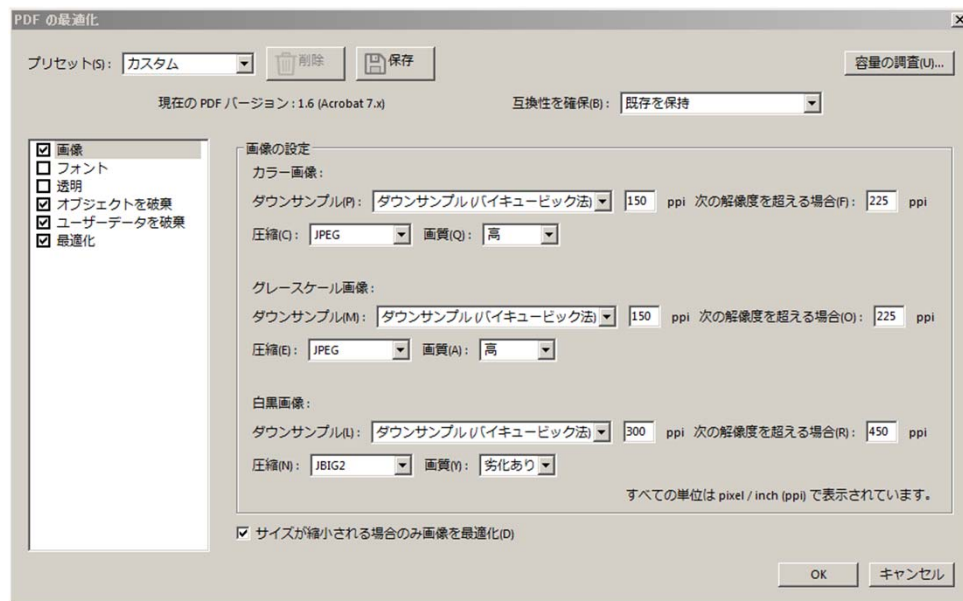 PDF の最適化
プリセット(S): カスタム 削除 保存 容量の調査(U)...
現在の PDF バージョン : 1.6 (Acrobat 7.x) 互換性を確保(B): 既存を保持
画像
フォント
透明
オブジェクトを破棄
ユーザーデータを破棄
最適化
画像の設定
カラー画像:
ダウンサンプル(P): ダウンサンプル (バイキュービック法) 150 ppi 次の解像度を超える場合(F): 225 ppi
圧縮(C): JPEG 画質(Q): 高
グレースケール画像:
ダウンサンプル(M): ダウンサンプル (バイキュービック法) 150 ppi 次の解像度を超える場合(O): 225 ppi
圧縮(E): JPEG 画質(A): 高
白黒画像:
ダウンサンプル(L): ダウンサンプル (バイキュービック法) 300 ppi 次の解像度を超える場合(R): 450 ppi
圧縮(N): JBIG2 画質(Y): 劣化あり
すべての単位は pixel / inch (ppi) で表示されています。
サイズが縮小される場合のみ画像を最適化(D)
OK キャンセル